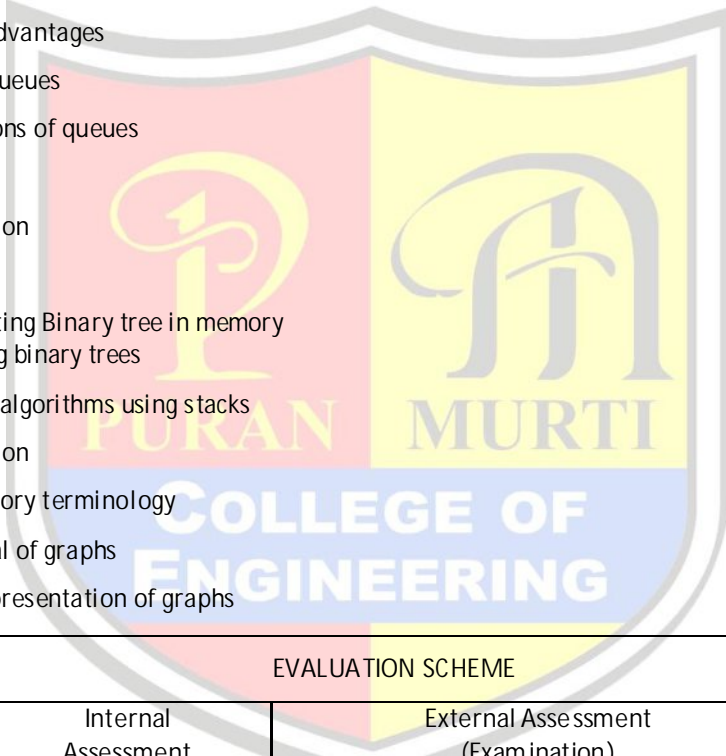 dvantages
ueues
ons of queues
on
ting Binary tree in memory
g binary trees
algorithms using stacks
on
ory terminology
al of graphs
presentation of graphs
PURAN MURTI
COLLEGE OF
ENGINEERING
EVALUATION SCHEME
Internal
Assessment
External Assessment
(Examination)